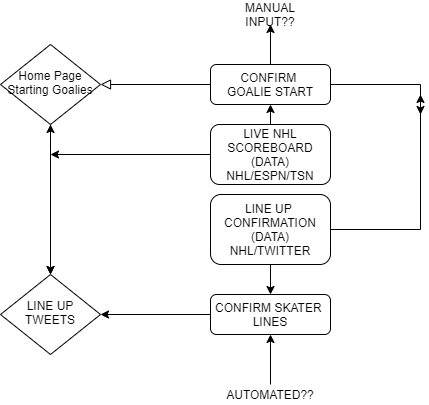 MANUAL
INPUT??
Home Page
Starting Goalies
CONFIRM
GOALIE START
LIVE NHL
SCOREBOARD
(DATA)
NHL/ESPN/TSN
LINE UP
CONFIRMATION
(DATA)
NHL/TWITTER
LINE UP
TWEETS
CONFIRM SKATER
LINES
AUTOMATED??